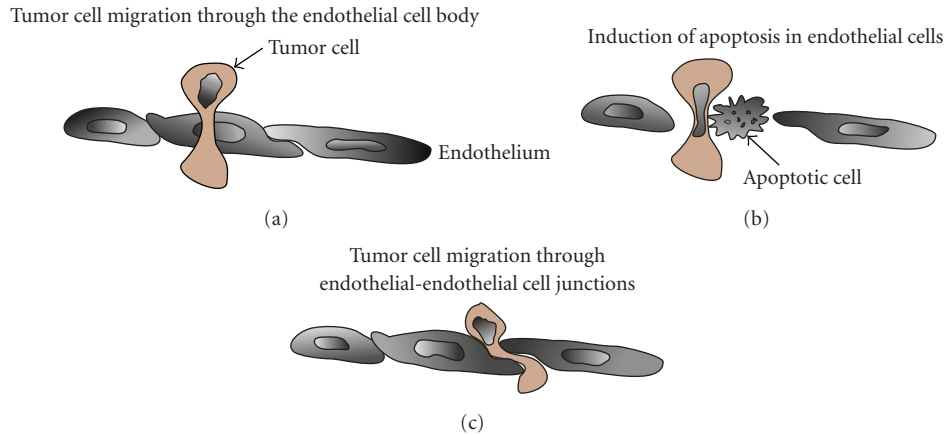 Tumor cell migration through the endothelial cell body
Tumor cell
Endothelium
(a)
Induction of apoptosis in endothelial cells
Apoptotic cell
(b)
Tumor cell migration through
endothelial-endothelial cell junctions
(c)